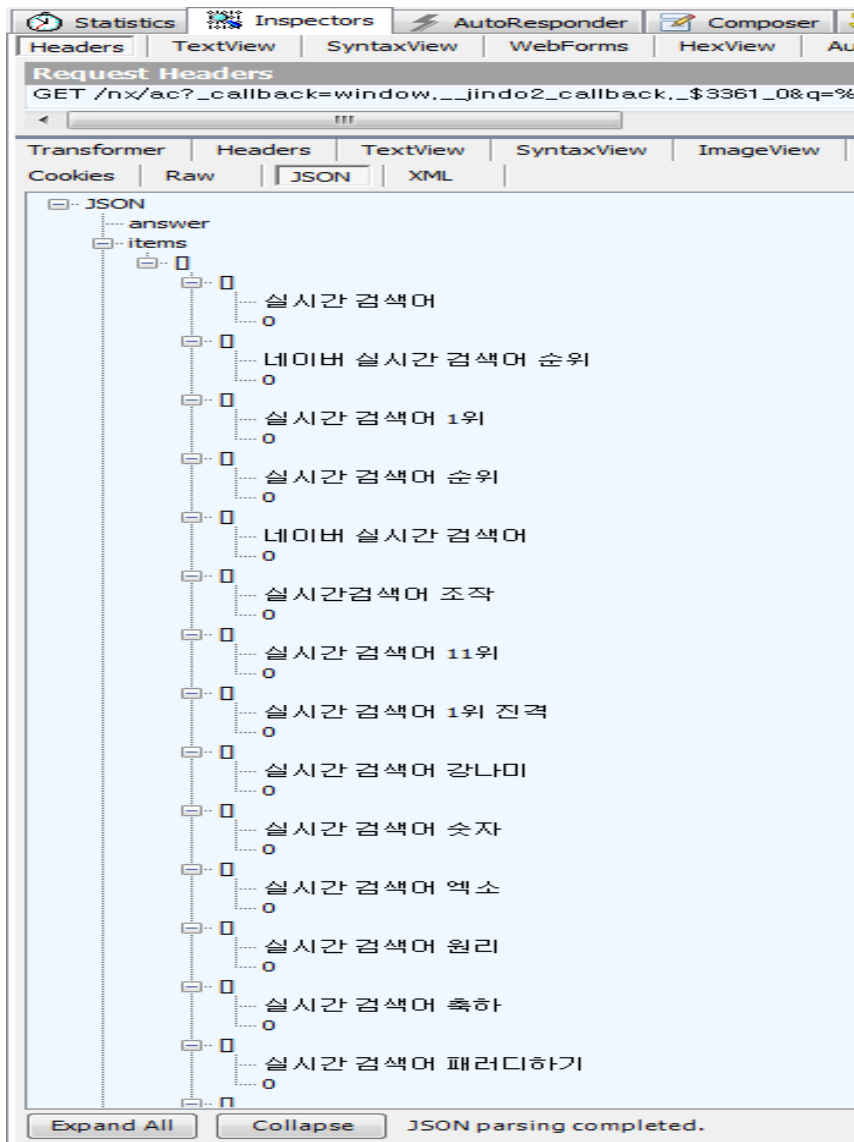 Statistics Inspectors AutoResponder Composer
Headers TextView SyntaxView WebForms HexView Au
Request Headers
GET /nx/ac?_callback=window.__jindo2_callback._$3361_0&q=%
Transformer Headers TextView SyntaxView ImageView
Cookies Raw JSON XML
JSON
answer
items
[]
[]
실시간 검색어
0
[]
네이버 실시간 검색어 순위
0
[]
실시간 검색어 1위
0
[]
실시간 검색어 순위
0
[]
네이버 실시간 검색어
0
[]
실시간검색어 조작
0
[]
실시간 검색어 11위
0
[]
실시간 검색어 1위 진격
0
[]
실시간 검색어 강나미
0
[]
실시간 검색어 숫자
0
[]
실시간 검색어 엑소
0
[]
실시간 검색어 원리
0
[]
실시간 검색어 축하
0
[]
실시간 검색어 패러디하기
0
[]
Expand All Collapse JSON parsing completed.